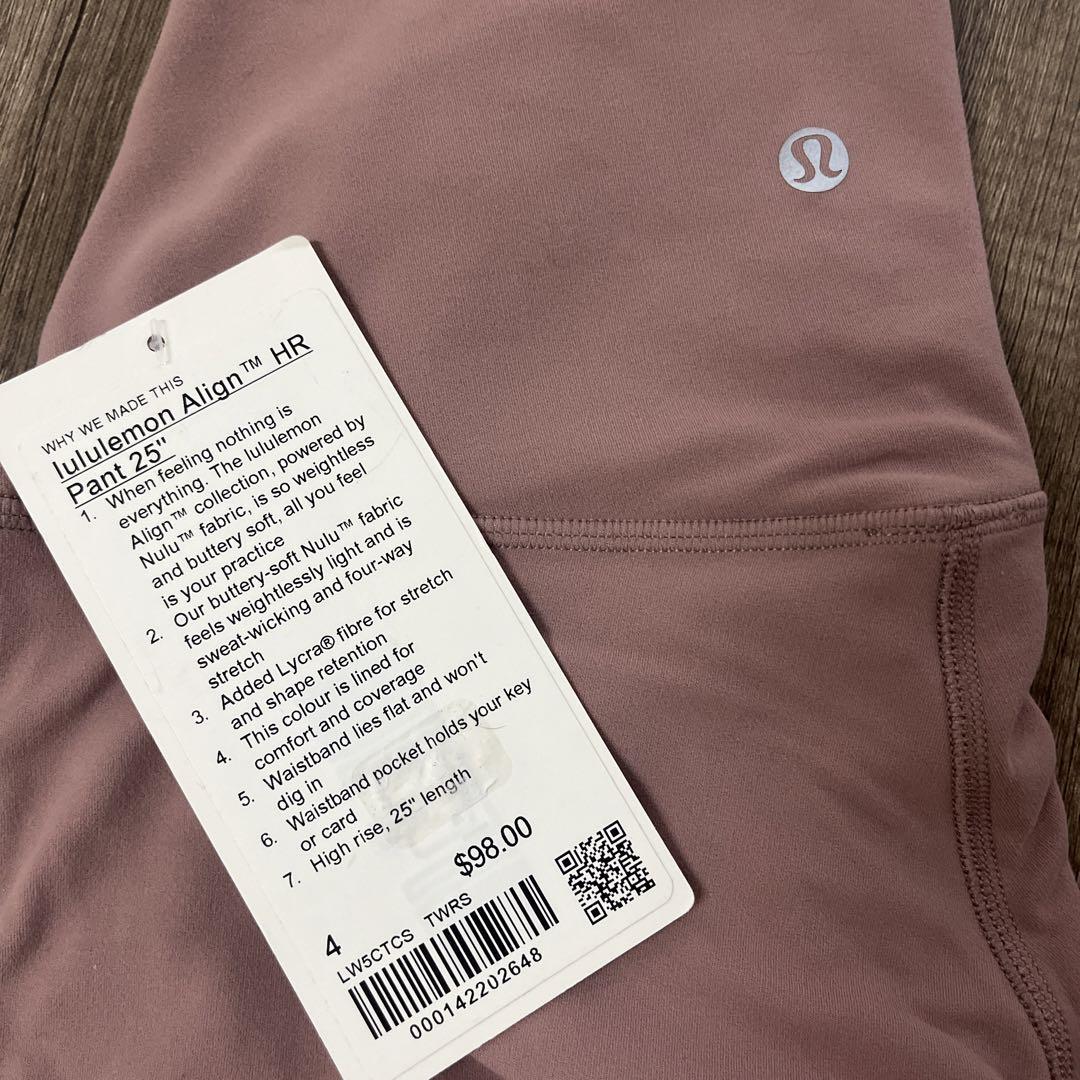 WHY WE MADE THIS
lululemon Align™ HR
Pant 25"
1. When feeling nothing is
everything. The lululemon
Align™ collection, powered by
Nulu™ fabric, is so weightless
and buttery soft, all you feel
is your practice
2. Our buttery-soft Nulu™ fabric
feels weightlessly light and is
sweat-wicking and four-way
stretch
3. Added Lycra® fibre for stretch
and shape retention
4. This colour is lined for
comfort and coverage
5. Waistband lies flat and won't
dig in
6. Waistband pocket holds your key
or card
7. High rise, 25" length
$98.00
4
LW5CTCS TWRS
000142202648